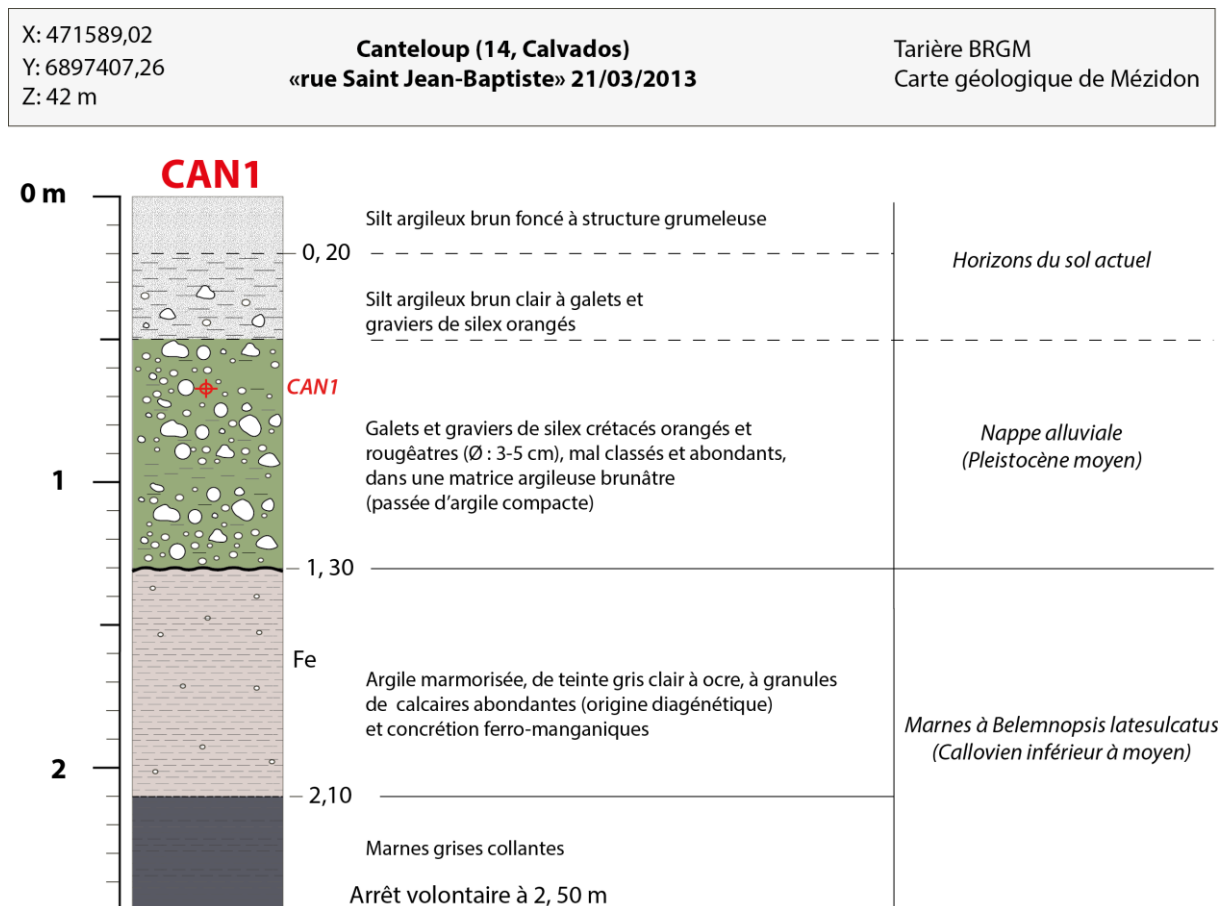 X: 471589,02
Y: 6897407,26
Z: 42 m
Canteloup (14, Calvados)
«rue Saint Jean-Baptiste» 21/03/2013
Tarière BRGM
Carte géologique de Mézidon
CAN1
0 m
Silt argileux brun foncé à structure grumeleuse
0, 20
Horizons du sol actuel
Silt argileux brun clair à galets et
graviers de silex orangés
CAN1
Galets et graviers de silex crétacés orangés et
rougêatres (Ø : 3-5 cm), mal classés et abondants,
dans une matrice argileuse brunâtre
(passée d’argile compacte)
Nappe alluviale
(Pleistocène moyen)
1
1, 30
Fe
Argile marmorisée, de teinte gris clair à ocre, à granules
de calcaires abondantes (origine diagénétique)
et concrétion ferro-manganiques
Marnes à Belemnopsis latesulcatus
(Callovien inférieur à moyen)
2
2,10
Marnes grises collantes
Arrêt volontaire à 2, 50 m